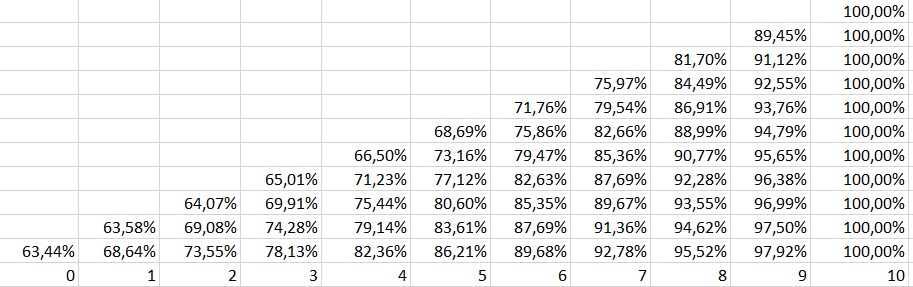 100,00%
89,45% 100,00%
81,70% 91,12% 100,00%
75,97% 84,49% 92,55% 100,00%
71,76% 79,54% 86,91% 93,76% 100,00%
68,69% 75,86% 82,66% 88,99% 94,79% 100,00%
66,50% 73,16% 79,47% 85,36% 90,77% 95,65% 100,00%
65,01% 71,23% 77,12% 82,63% 87,69% 92,28% 96,38% 100,00%
64,07% 69,91% 75,44% 80,60% 85,35% 89,67% 93,55% 96,99% 100,00%
63,58% 69,08% 74,28% 79,14% 83,61% 87,69% 91,36% 94,62% 97,50% 100,00%
63,44% 68,64% 73,55% 78,13% 82,36% 86,21% 89,68% 92,78% 95,52% 97,92% 100,00%
0 1 2 3 4 5 6 7 8 9 10